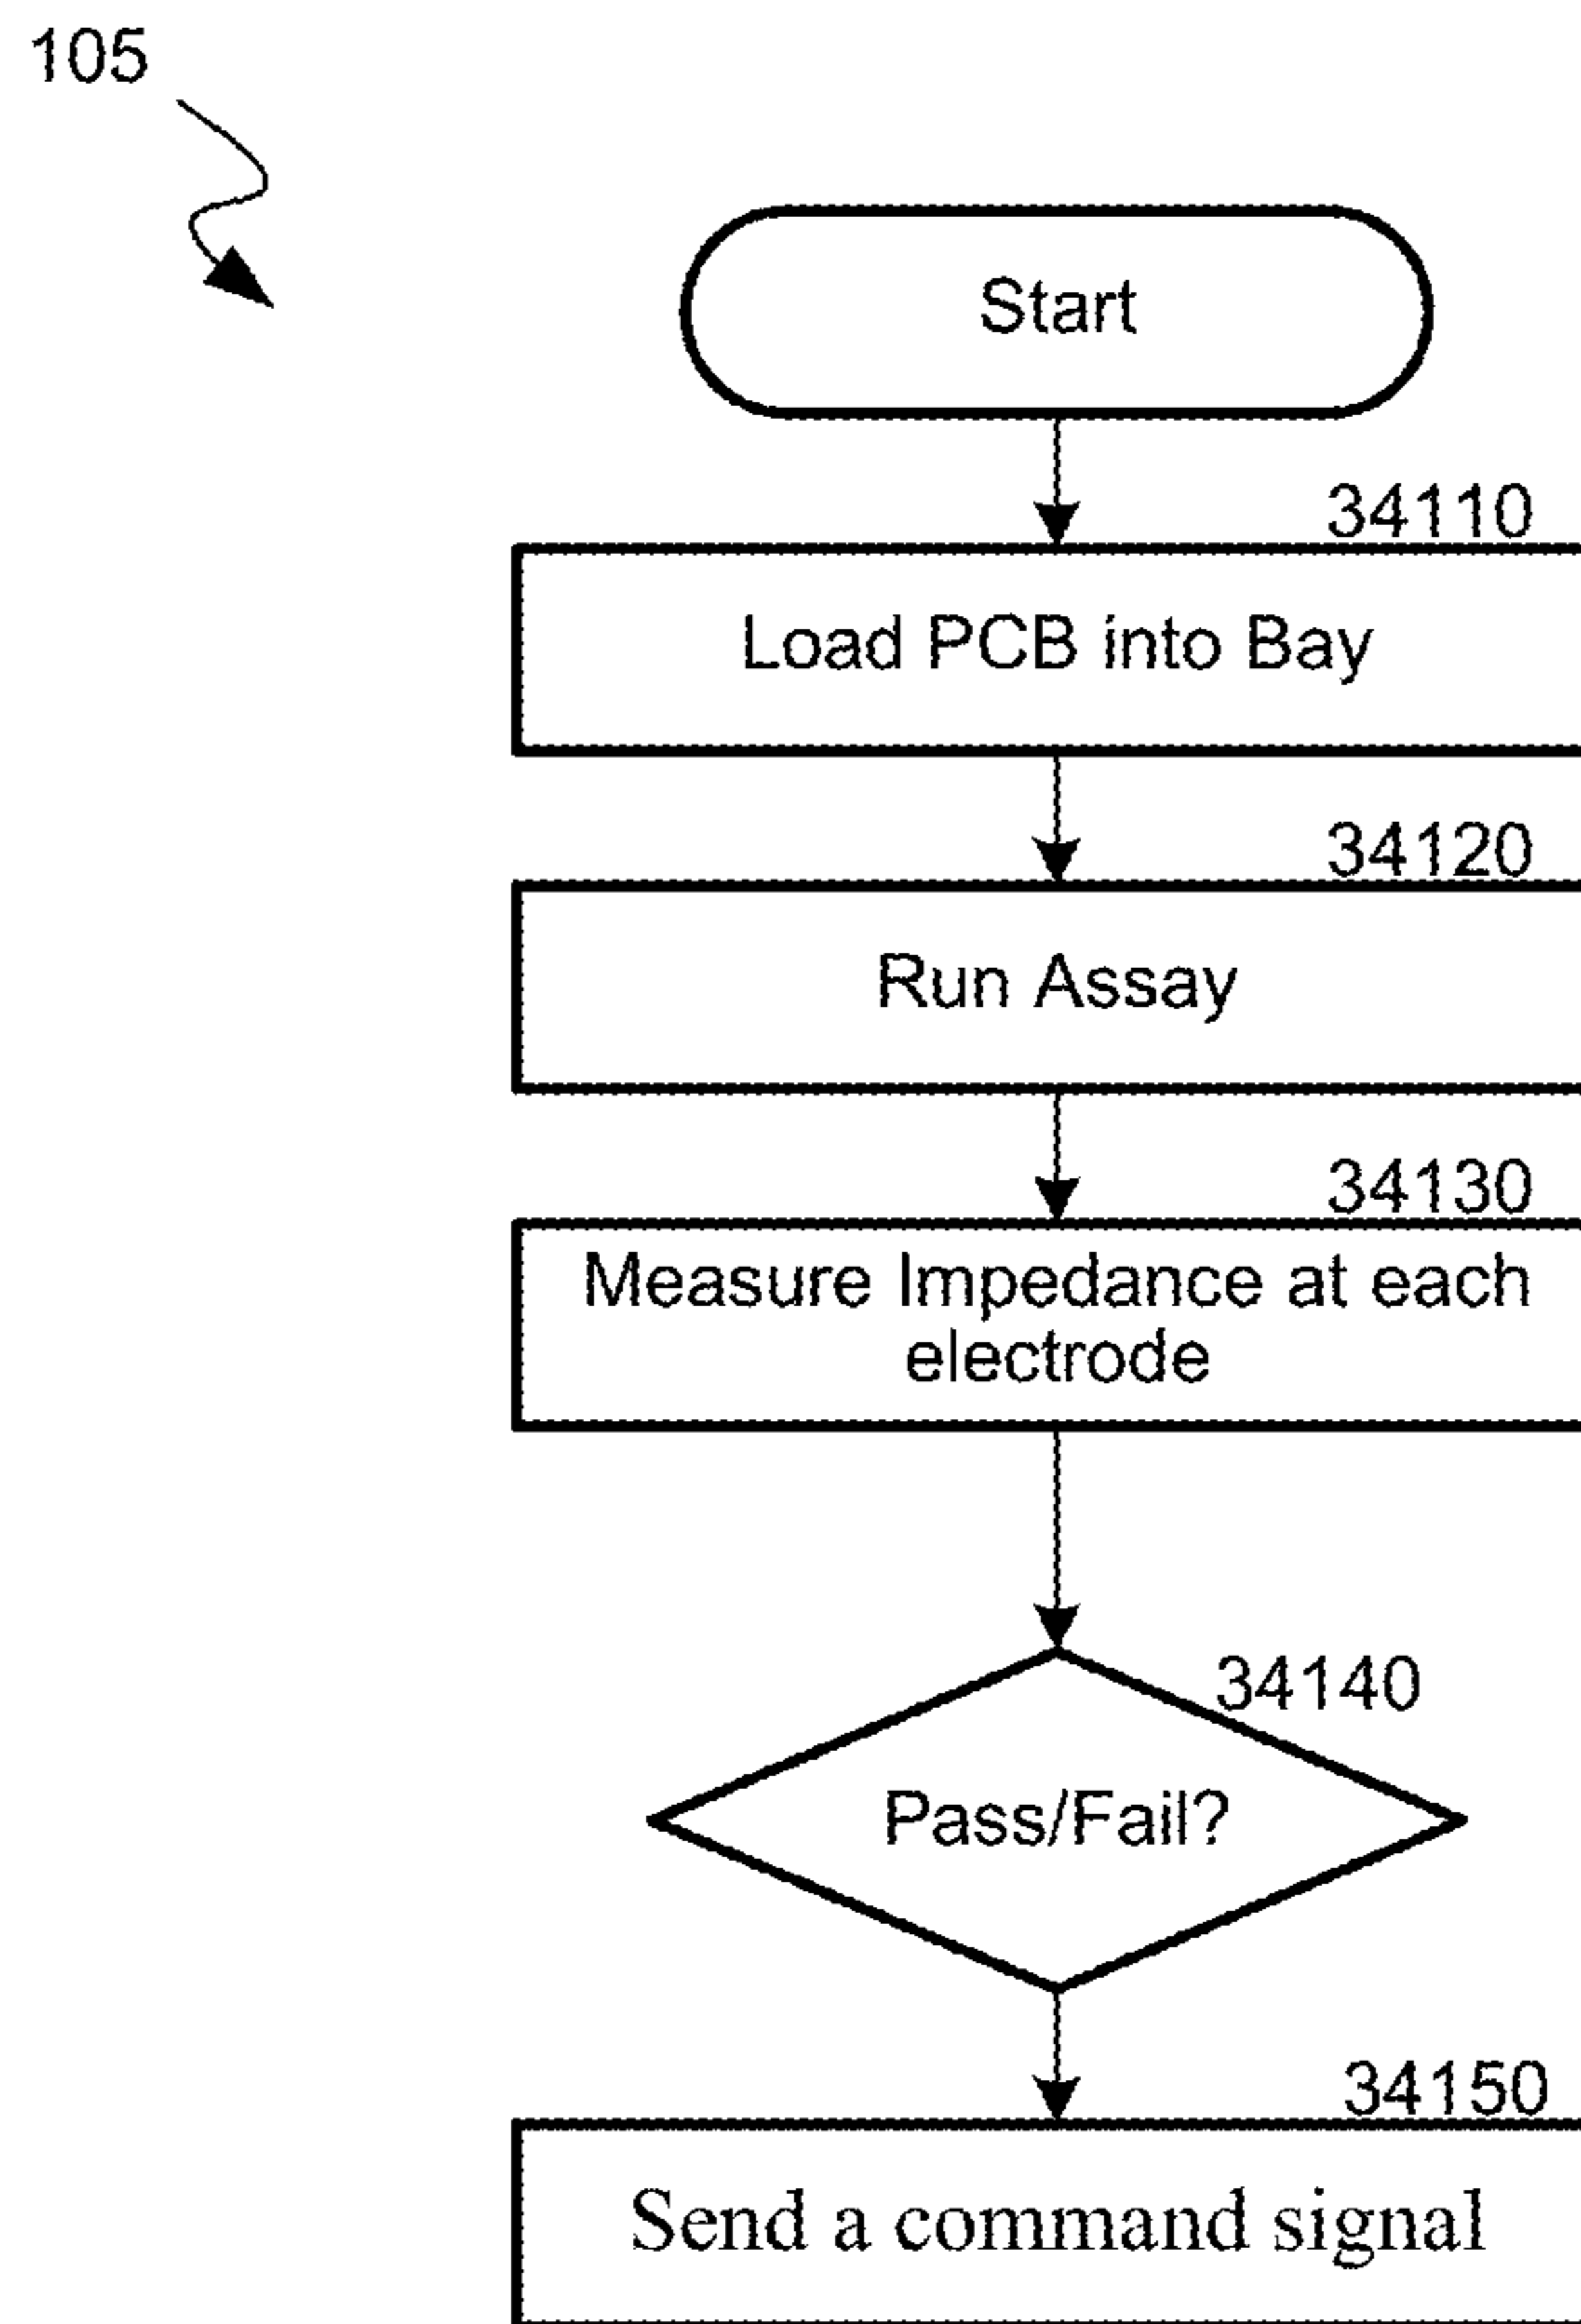 105
Start
34110
Load PCB into Bay
34120
Run Assay
34130
Measure Impedance at each
electrode
34140
Pass/Fail?
34150
Send a command signal